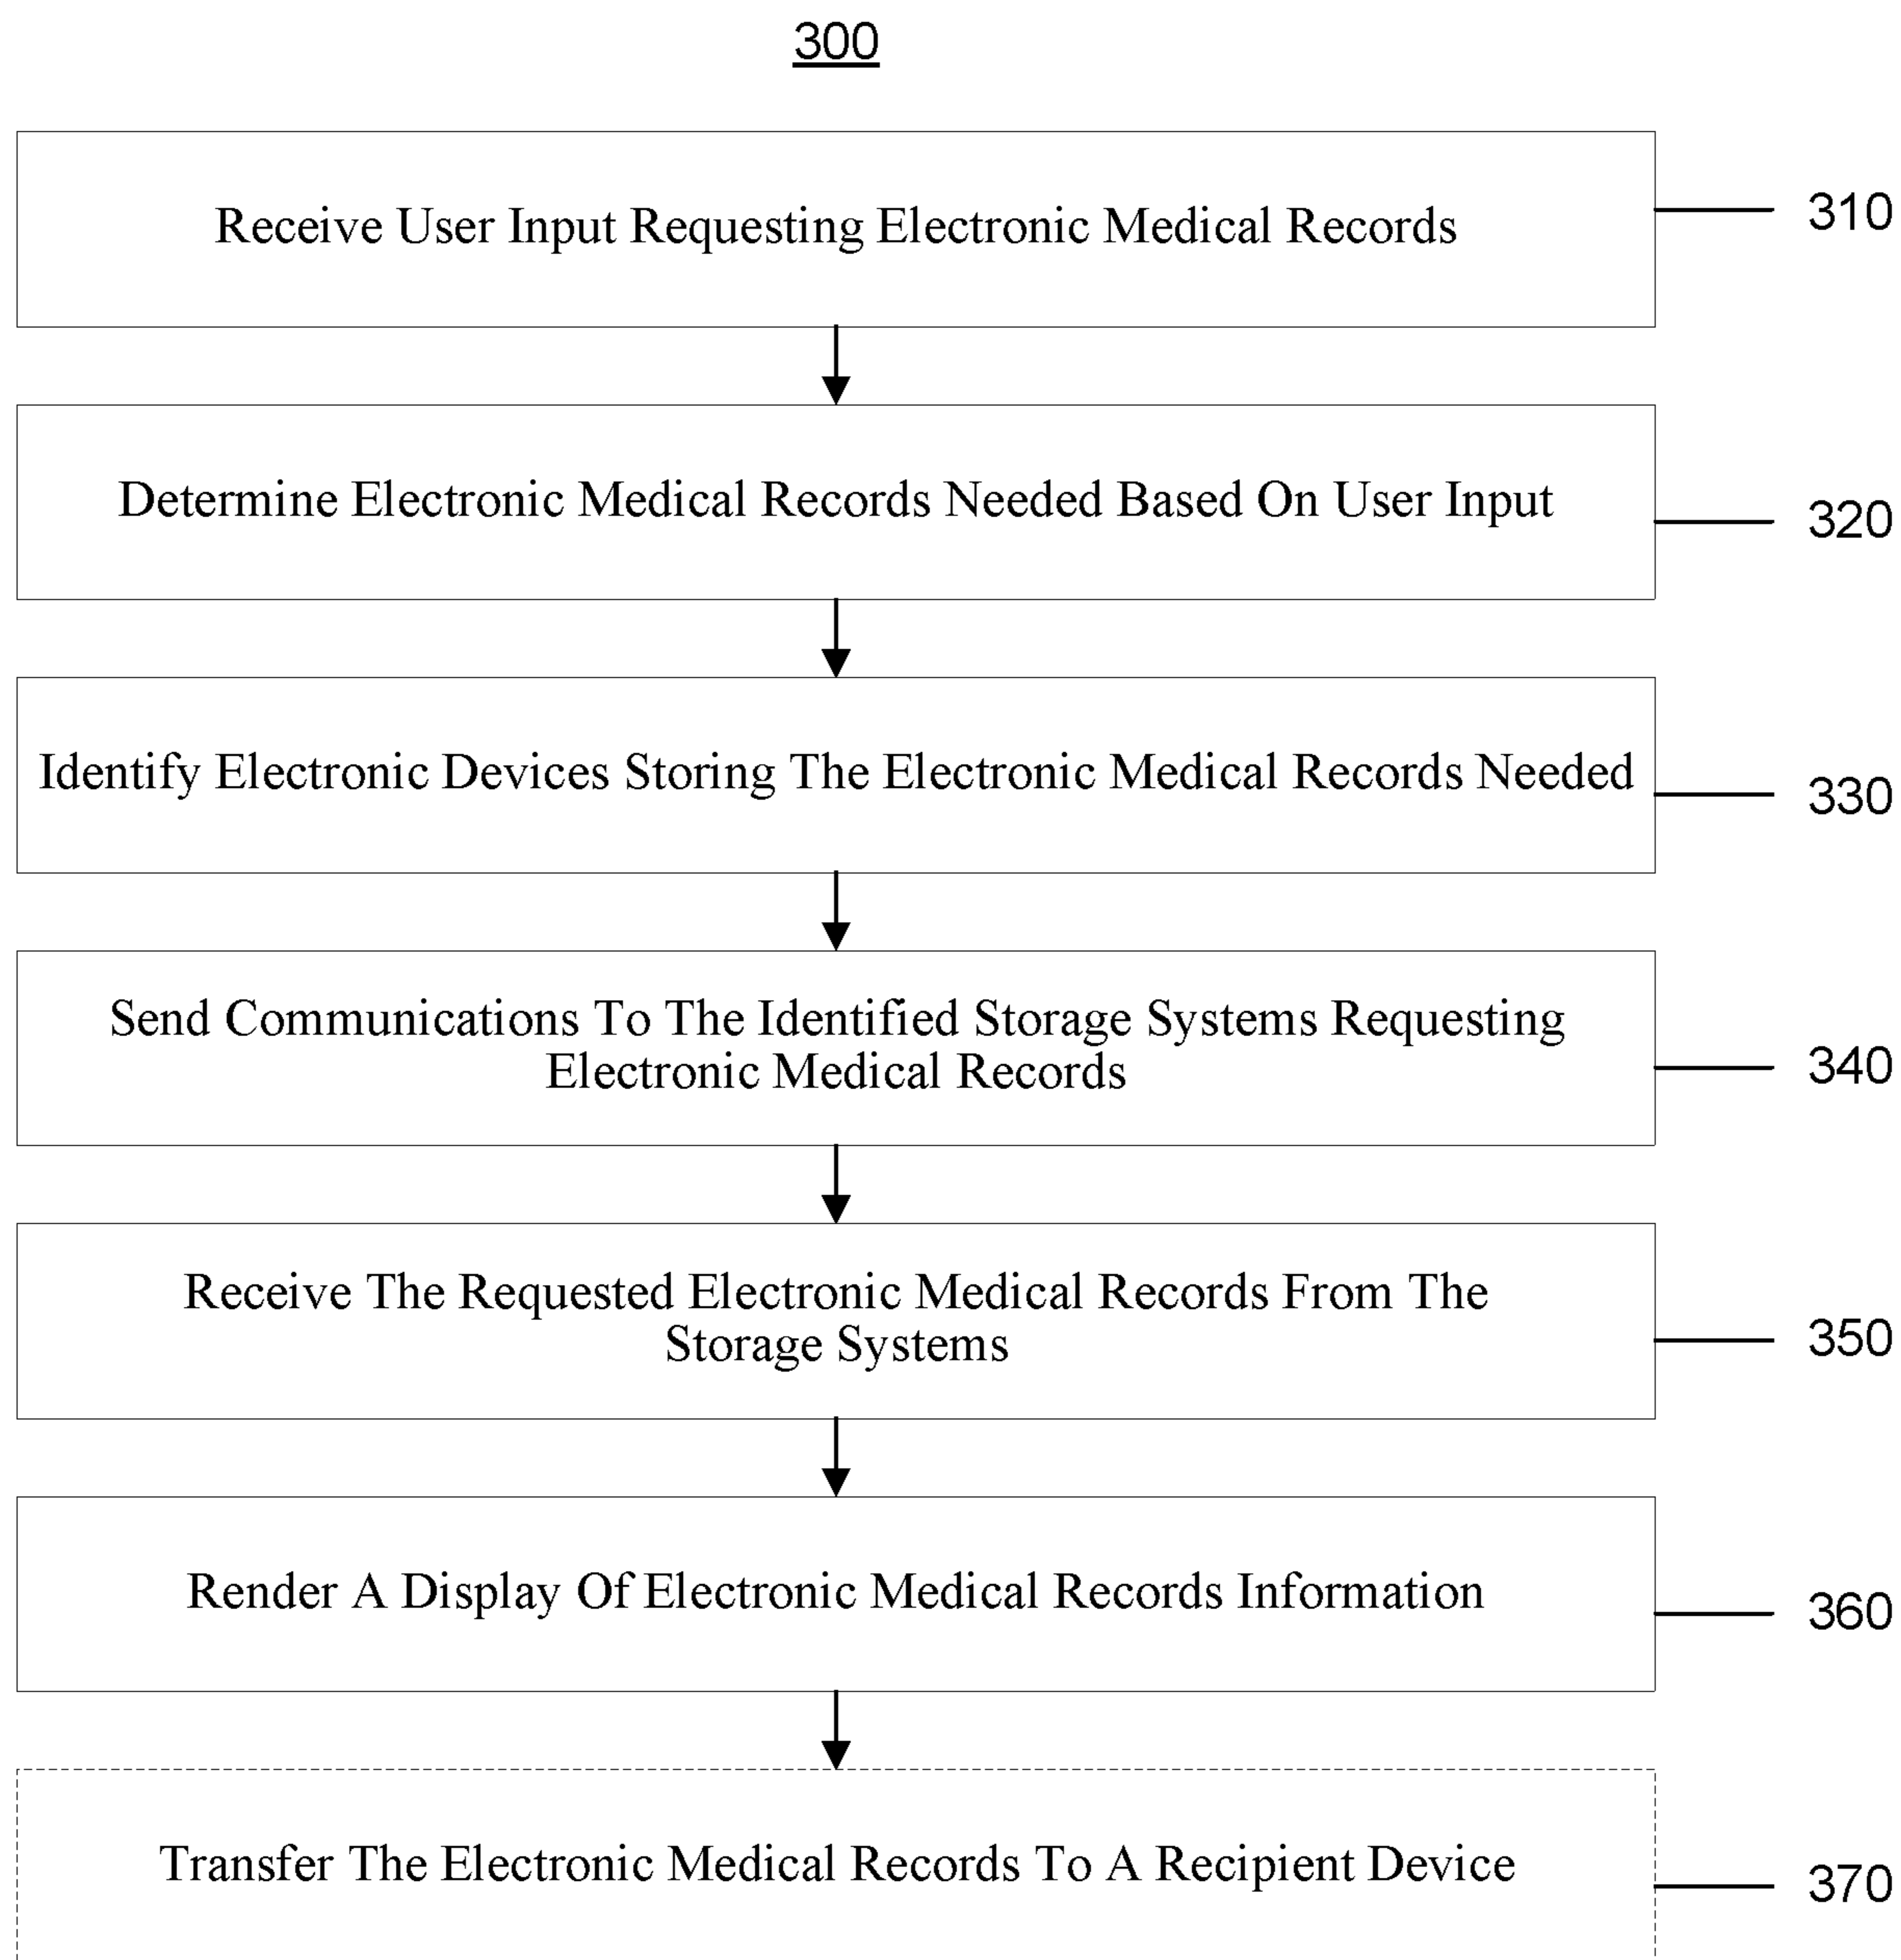 300
Receive User Input Requesting Electronic Medical Records
310
Determine Electronic Medical Records Needed Based On User Input
320
Identify Electronic Devices Storing The Electronic Medical Records Needed
330
Send Communications To The Identified Storage Systems Requesting
Electronic Medical Records
340
Receive The Requested Electronic Medical Records From The
Storage Systems
350
Render A Display Of Electronic Medical Records Information
360
Transfer The Electronic Medical Records To A Recipient Device
370